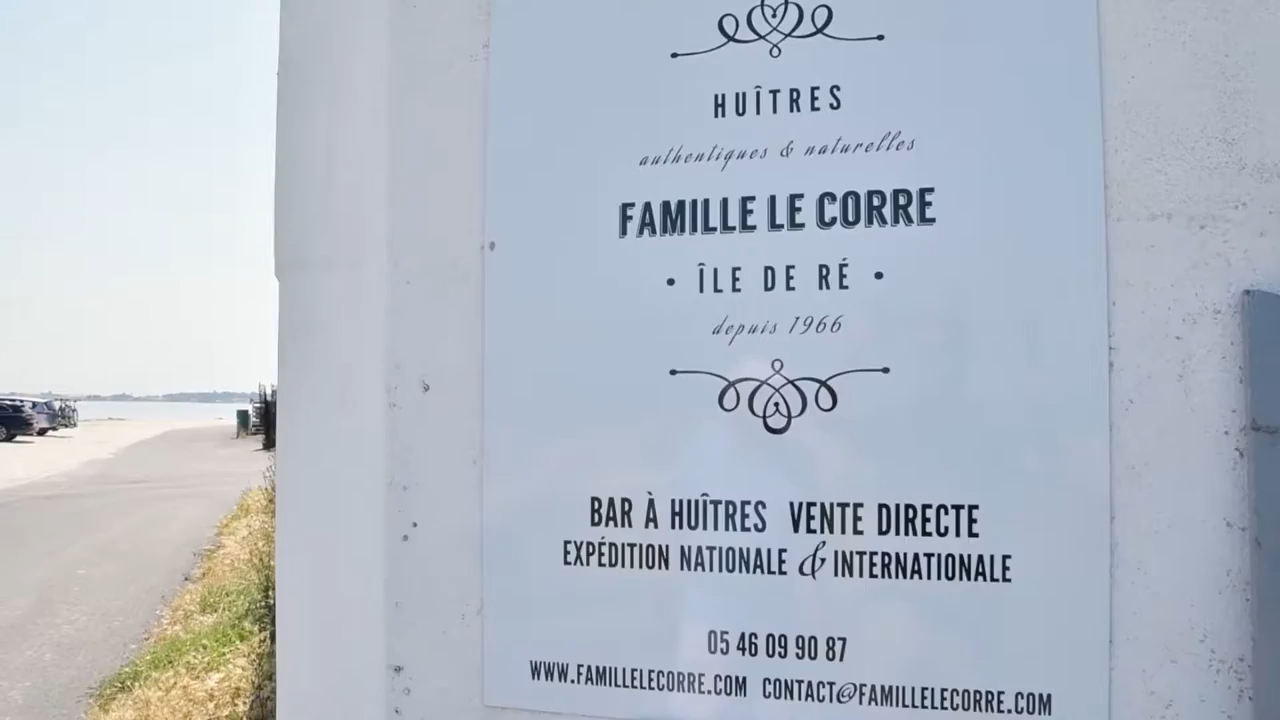 HUÎTRES
authentiques & naturelles
FAMILLE LE CORRE
• ÎLE DE RÉ •
depuis 1966
BAR À HUÎTRES VENTE DIRECTE
EXPÉDITION NATIONALE & INTERNATIONALE
05 46 09 90 87
WWW.FAMILLELECORRE.COM CONTACT@FAMILLELECORRE.COM